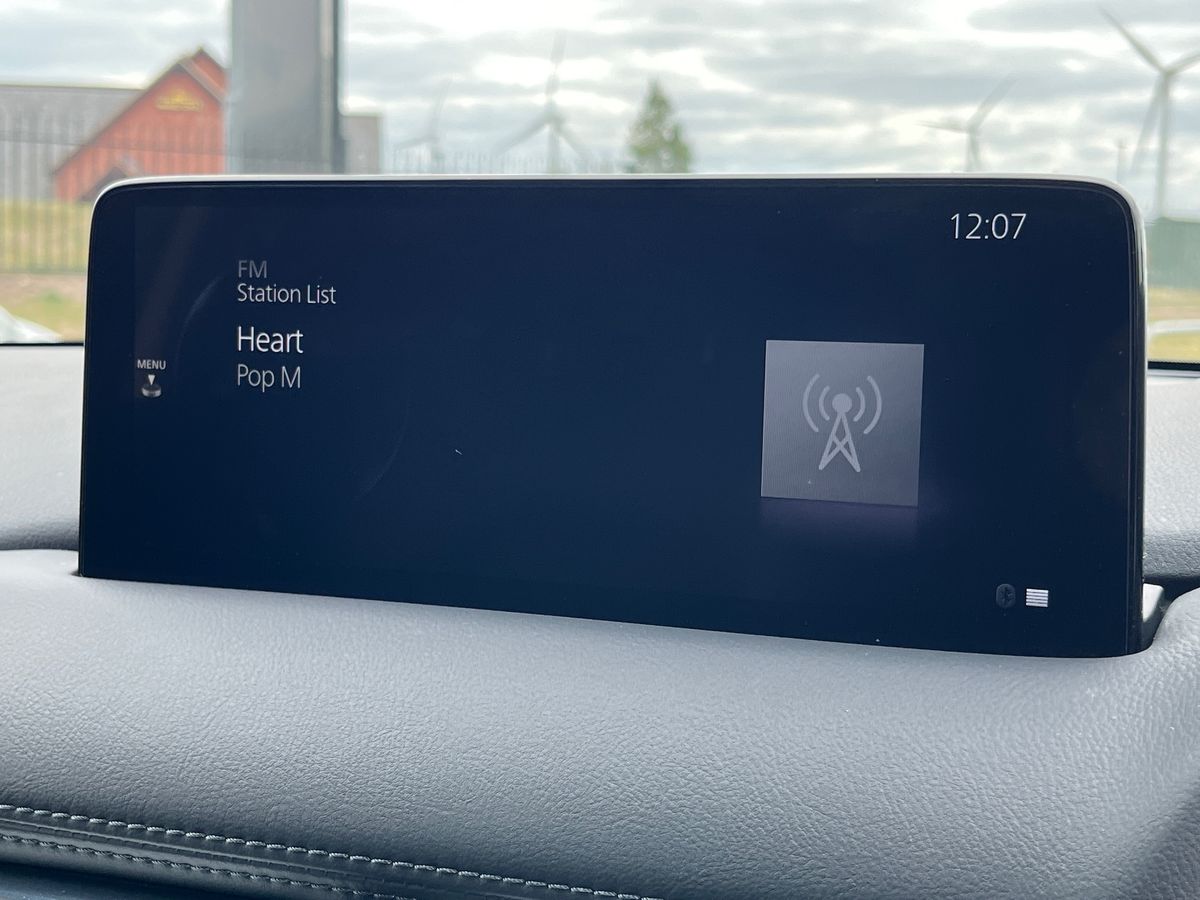 12:07
FM
Station List
Heart
Pop M
MENU